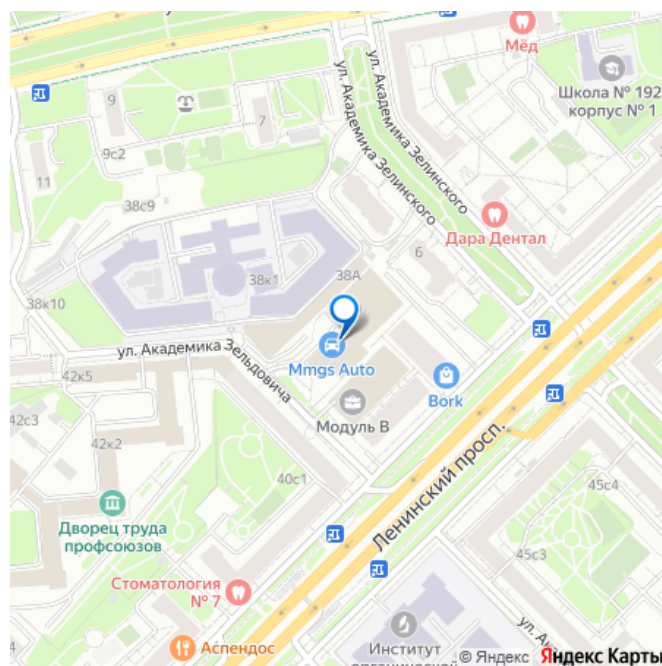 Мёд
Школа № 192
корпус № 1
9
7
9с2
11
38с9
ул. Академика Зелинского
ул. Академика Зелинского
Дара Дентал
6
38А
38к1
38к10
ул. Академика Зельдовича
Mmgs Auto
42к5
Bork
42с3
Модуль В
42к2
Ленинский просп.
40с1
45с4
Дворец труда
профсоюзов
45с3
Стоматология
№ 7
Аспендос
Институт
© Яндекс Яндекс Карты